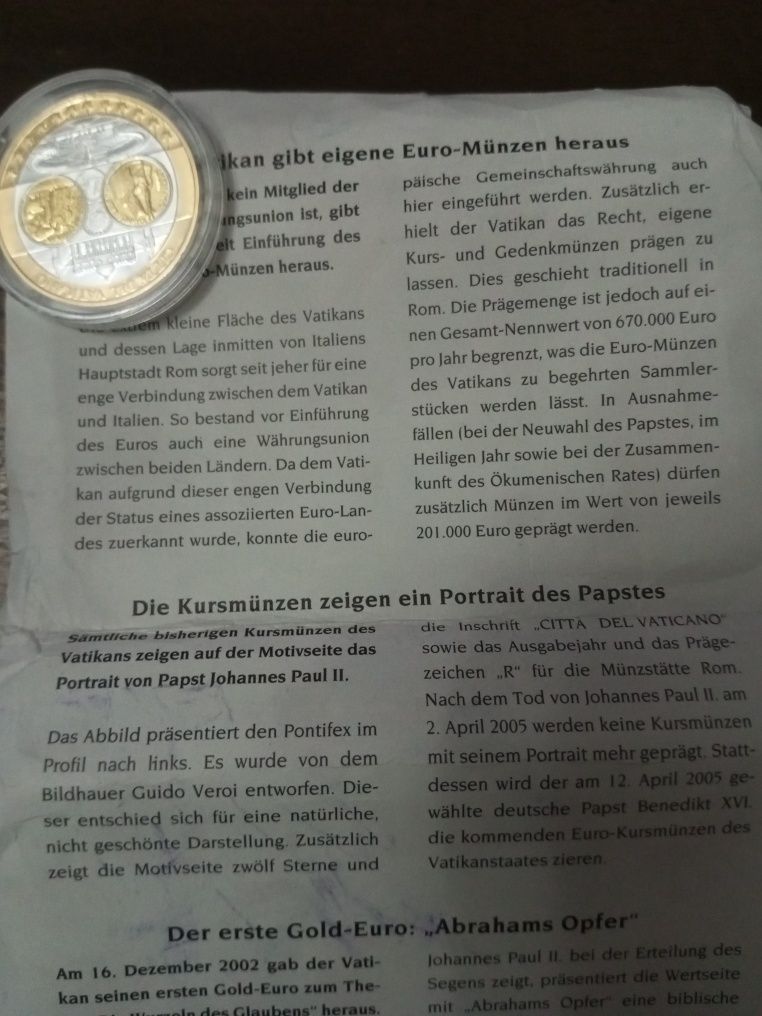 ikan gibt eigene Euro-Münzen heraus
kein Mitglied der
ngsunion ist, gibt
eit Einführung des
o-Münzen heraus.
extrem kleine Fläche des Vatikans
und dessen Lage inmitten von Italiens
Hauptstadt Rom sorgt seit jeher für eine
enge Verbindung zwischen dem Vatikan
und Italien. So bestand vor Einführung
des Euros auch eine Währungsunion
zwischen beiden Ländern. Da dem Vati-
kan aufgrund dieser engen Verbindung
der Status eines assoziierten Euro-Lan-
des zuerkannt wurde, konnte die euro-
päische Gemeinschaftswährung auch
hier eingeführt werden. Zusätzlich er-
hielt der Vatikan das Recht, eigene
Kurs- und Gedenkmünzen prägen zu
lassen. Dies geschieht traditionell in
Rom. Die Prägemenge ist jedoch auf ei-
nen Gesamt-Nennwert von 670.000 Euro
pro Jahr begrenzt, was die Euro-Münzen
des Vatikans zu begehrten Sammler-
stücken werden lässt. In Ausnahme-
fällen (bei der Neuwahl des Papstes, im
Heiligen Jahr sowie bei der Zusammen-
kunft des Ökumenischen Rates) dürfen
zusätzlich Münzen im Wert von jeweils
201.000 Euro geprägt werden.
Die Kursmünzen zeigen ein Portrait des Papstes
Sämtliche bisherigen Kursmünzen des
Vatikans zeigen auf der Motivseite das
Portrait von Papst Johannes Paul II.
Das Abbild präsentiert den Pontifex im
Profil nach links. Es wurde von dem
Bildhauer Guido Veroi entworfen. Die-
ser entschied sich für eine natürliche,
nicht geschönte Darstellung. Zusätzlich
zeigt die Motivseite zwölf Sterne und
die Inschrift „CITTÀ DEL VATICANO“
sowie das Ausgabejahr und das Präge-
zeichen „R“ für die Münzstätte Rom.
Nach dem Tod von Johannes Paul II. am
2. April 2005 werden keine Kursmünzen
mit seinem Portrait mehr geprägt. Statt-
dessen wird der am 12. April 2005 ge-
wählte deutsche Papst Benedikt XVI.
die kommenden Euro-Kursmünzen des
Vatikanstaates zieren.
Der erste Gold-Euro: „Abrahams Opfer“
Am 16. Dezember 2002 gab der Vati-
kan seinen ersten Gold-Euro zum The-
Wurzeln des Glaubens“ heraus.
Johannes Paul II. bei der Erteilung des
Segens zeigt, präsentiert die Wertseite
mit „Abrahams Opfer“ eine biblische